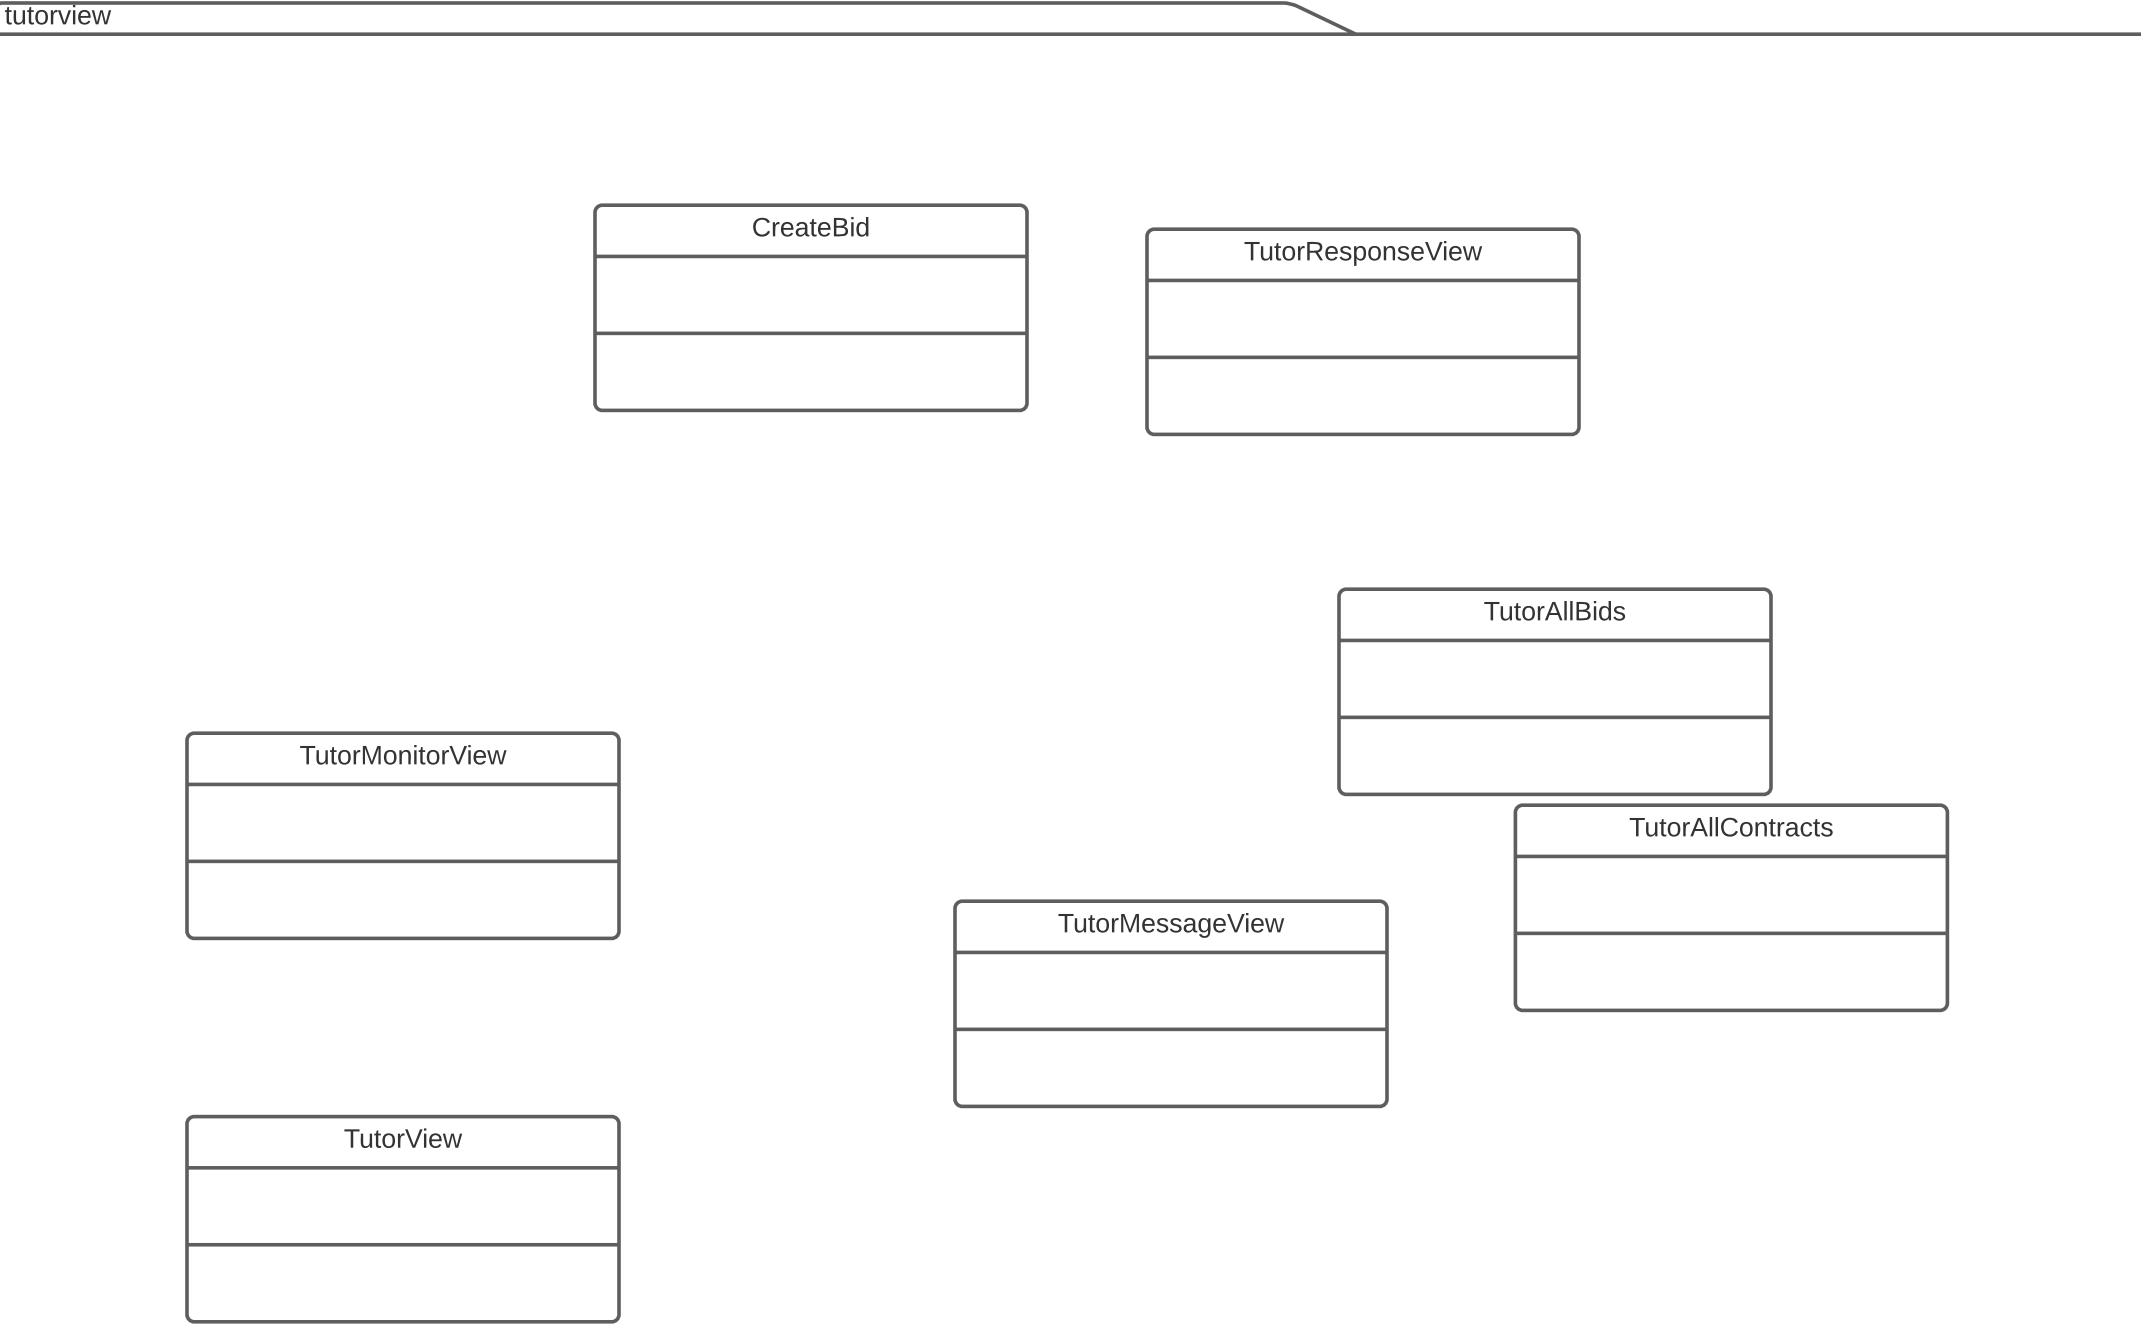 tutorview
CreateBid
TutorResponseView
TutorAllBids
TutorMonitorView
TutorAllContracts
TutorMessageView
TutorView